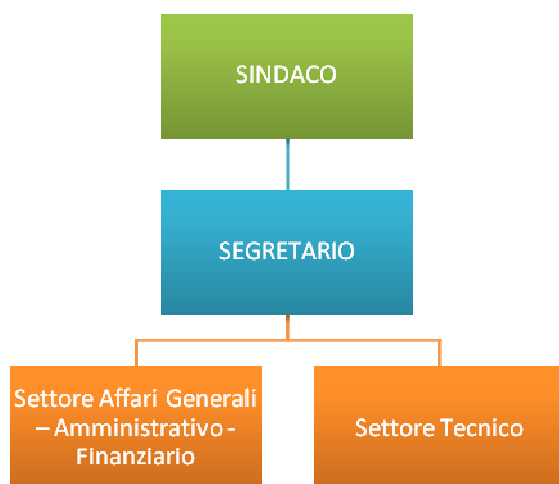 SINDACO
SEGRETARIO
Settore Affari Generali
– Amministrativo -
Finanziario
Settore Tecnico